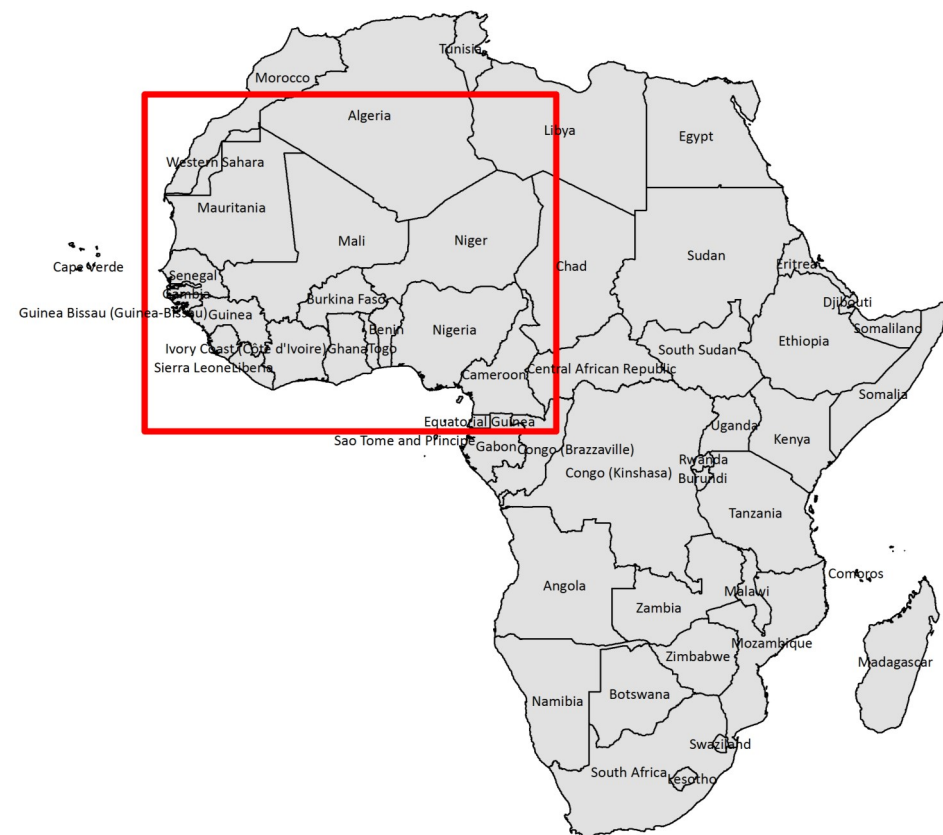 Tunisia
Morocco
Algeria
Libya
Egypt
Western Sahara
Mauritania
Mali
Niger
Chad
Sudan
Eritrea
Cape Verde
Senegal
Gambia
Guinea Bissau (Guinea-Bissau)
Guinea
Burkina Faso
Benin
Nigeria
Djibouti
Somaliland
Ethiopia
Ivory Coast (Côte d'Ivoire)
Ghana
Togo
South Sudan
Sierra Leone
Liberia
Cameroon
Central African Republic
Somalia
Equatorial Guinea
Uganda
Sao Tome and Principe
Gabon
Congo (Brazzaville)
Kenya
Rwanda
Congo (Kinshasa)
Burundi
Tanzania
Comoros
Angola
Malawi
Zambia
Mozambique
Zimbabwe
Madagascar
Namibia
Botswana
Swaziland
South Africa
Lesotho